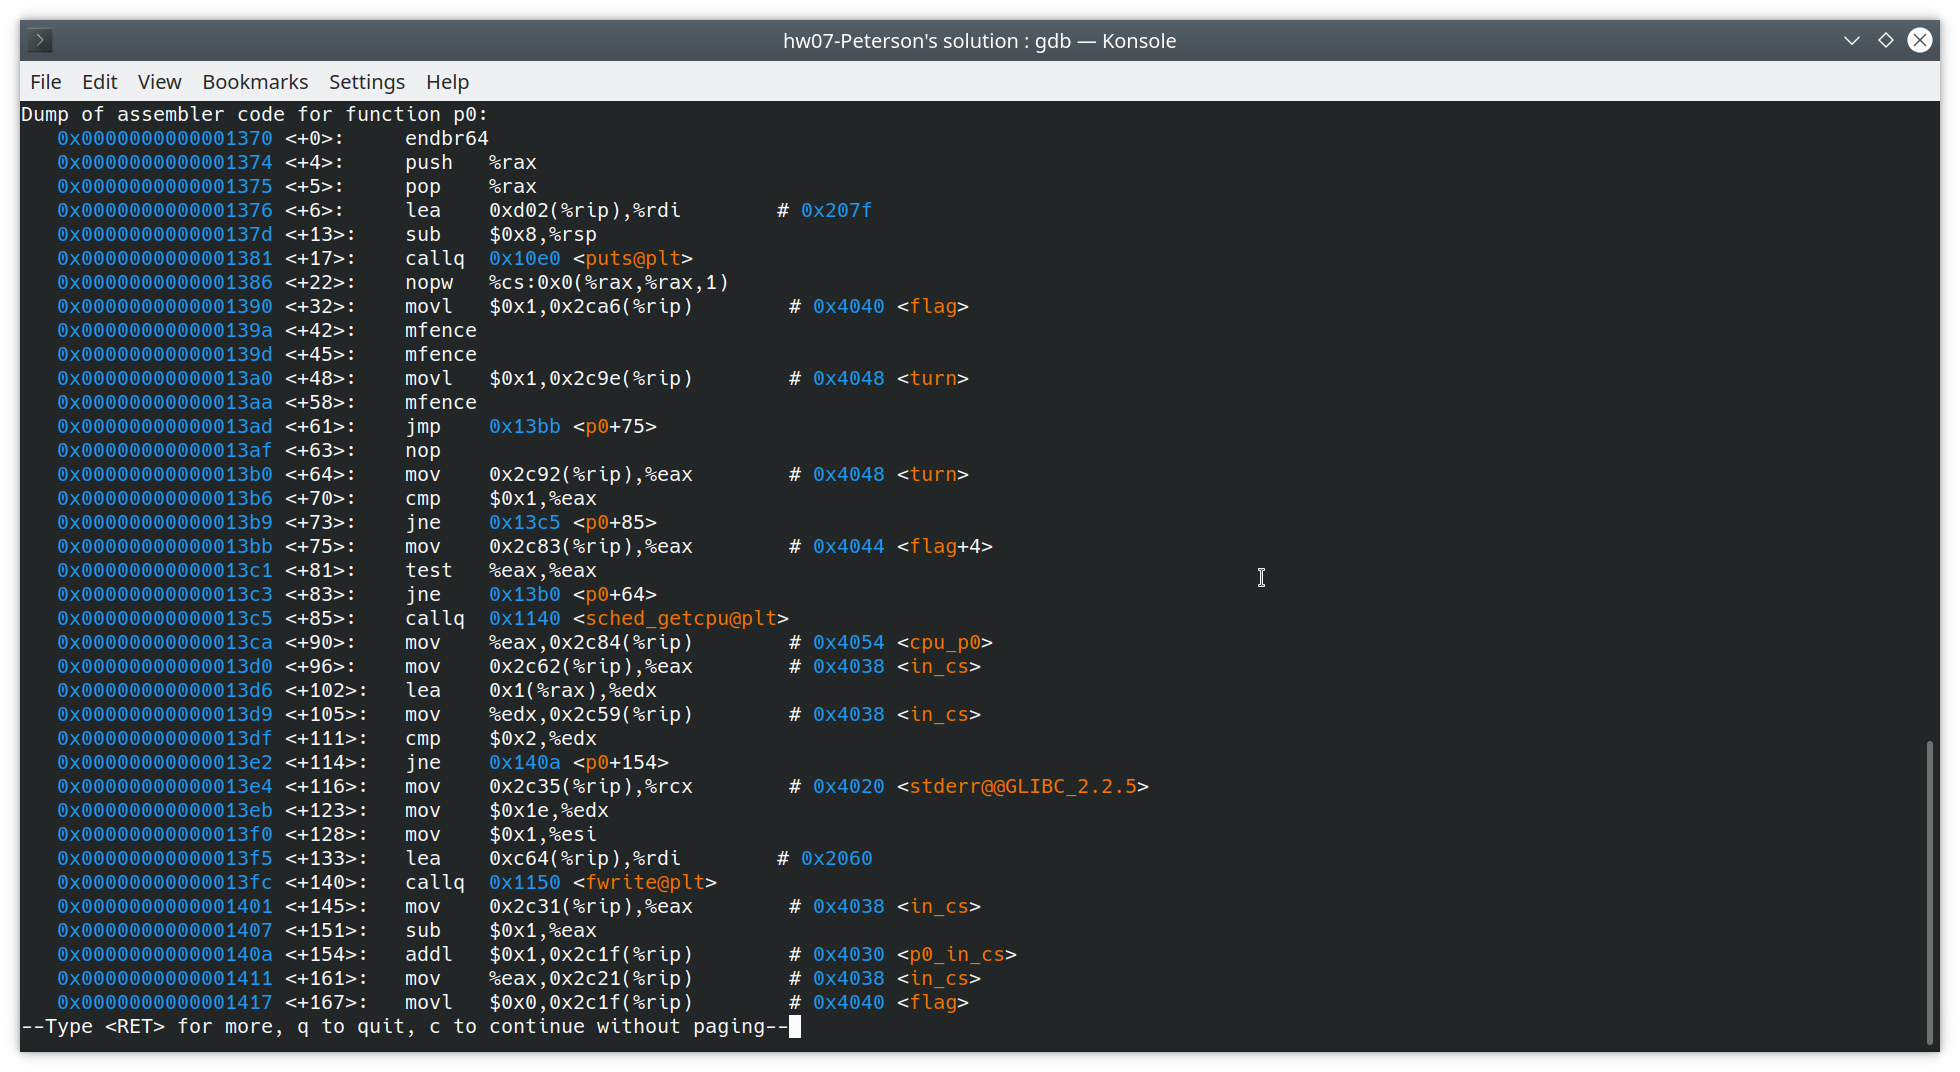 hw07-Peterson's solution : gdb — Konsole
File Edit View Bookmarks Settings Help
Dump of assembler code for function p0:
   0x0000000000001370 <+0>:     endbr64
   0x0000000000001374 <+4>:     push   %rax
   0x0000000000001375 <+5>:     pop    %rax
   0x0000000000001376 <+6>:     lea    0xd02(%rip),%rdi        # 0x207f
   0x000000000000137d <+13>:    sub    $0x8,%rsp
   0x0000000000001381 <+17>:    callq  0x10e0 <puts@plt>
   0x0000000000001386 <+22>:    nopw   %cs:0x0(%rax,%rax,1)
   0x0000000000001390 <+32>:    movl   $0x1,0x2ca6(%rip)        # 0x4040 <flag>
   0x000000000000139a <+42>:    mfence
   0x000000000000139d <+45>:    mfence
   0x00000000000013a0 <+48>:    movl   $0x1,0x2c9e(%rip)        # 0x4048 <turn>
   0x00000000000013aa <+58>:    mfence
   0x00000000000013ad <+61>:    jmp    0x13bb <p0+75>
   0x00000000000013af <+63>:    nop
   0x00000000000013b0 <+64>:    mov    0x2c92(%rip),%eax        # 0x4048 <turn>
   0x00000000000013b6 <+70>:    cmp    $0x1,%eax
   0x00000000000013b9 <+73>:    jne    0x13c5 <p0+85>
   0x00000000000013bb <+75>:    mov    0x2c83(%rip),%eax        # 0x4044 <flag+4>
   0x00000000000013c1 <+81>:    test   %eax,%eax
   0x00000000000013c3 <+83>:    jne    0x13b0 <p0+64>
   0x00000000000013c5 <+85>:    callq  0x1140 <sched_getcpu@plt>
   0x00000000000013ca <+90>:    mov    %eax,0x2c84(%rip)        # 0x4054 <cpu_p0>
   0x00000000000013d0 <+96>:    mov    0x2c62(%rip),%eax        # 0x4038 <in_cs>
   0x00000000000013d6 <+102>:   lea    0x1(%rax),%edx
   0x00000000000013d9 <+105>:   mov    %edx,0x2c59(%rip)        # 0x4038 <in_cs>
   0x00000000000013df <+111>:   cmp    $0x2,%edx
   0x00000000000013e2 <+114>:   jne    0x140a <p0+154>
   0x00000000000013e4 <+116>:   mov    0x2c35(%rip),%rcx        # 0x4020 <stderr@@GLIBC_2.2.5>
   0x00000000000013eb <+123>:   mov    $0x1e,%edx
   0x00000000000013f0 <+128>:   mov    $0x1,%esi
   0x00000000000013f5 <+133>:   lea    0xc64(%rip),%rdi        # 0x2060
   0x00000000000013fc <+140>:   callq  0x1150 <fwrite@plt>
   0x0000000000001401 <+145>:   mov    0x2c31(%rip),%eax        # 0x4038 <in_cs>
   0x0000000000001407 <+151>:   sub    $0x1,%eax
   0x000000000000140a <+154>:   addl   $0x1,0x2c1f(%rip)        # 0x4030 <p0_in_cs>
   0x0000000000001411 <+161>:   mov    %eax,0x2c21(%rip)        # 0x4038 <in_cs>
   0x0000000000001417 <+167>:   movl   $0x0,0x2c1f(%rip)        # 0x4040 <flag>
--Type <RET> for more, q to quit, c to continue without paging--